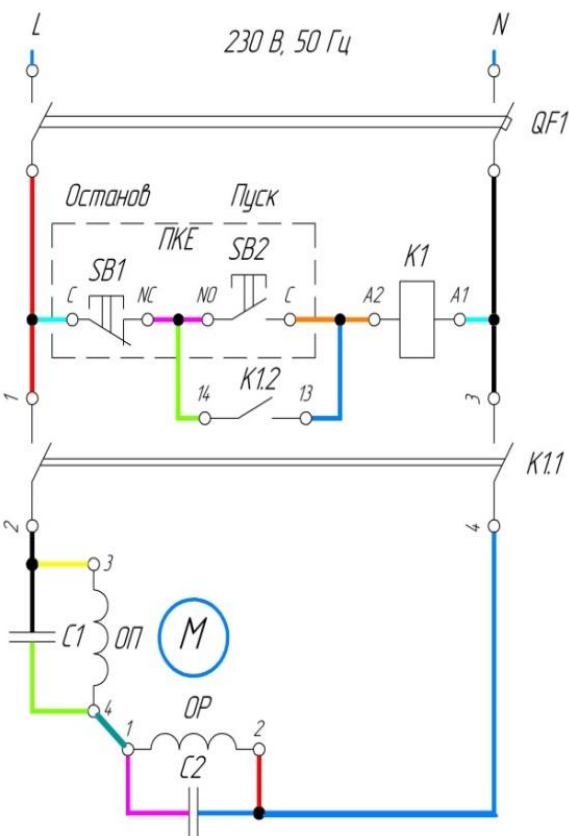 L N
230 В, 50 Гц
QF1
Останов Пуск
ПКЕ
SB1 SB2 K1
C NC NO C A2 A1
K1.2
14 13
1 3
K1.1
2 4
3
C1 ОП M
4
ОР
1 2
C2